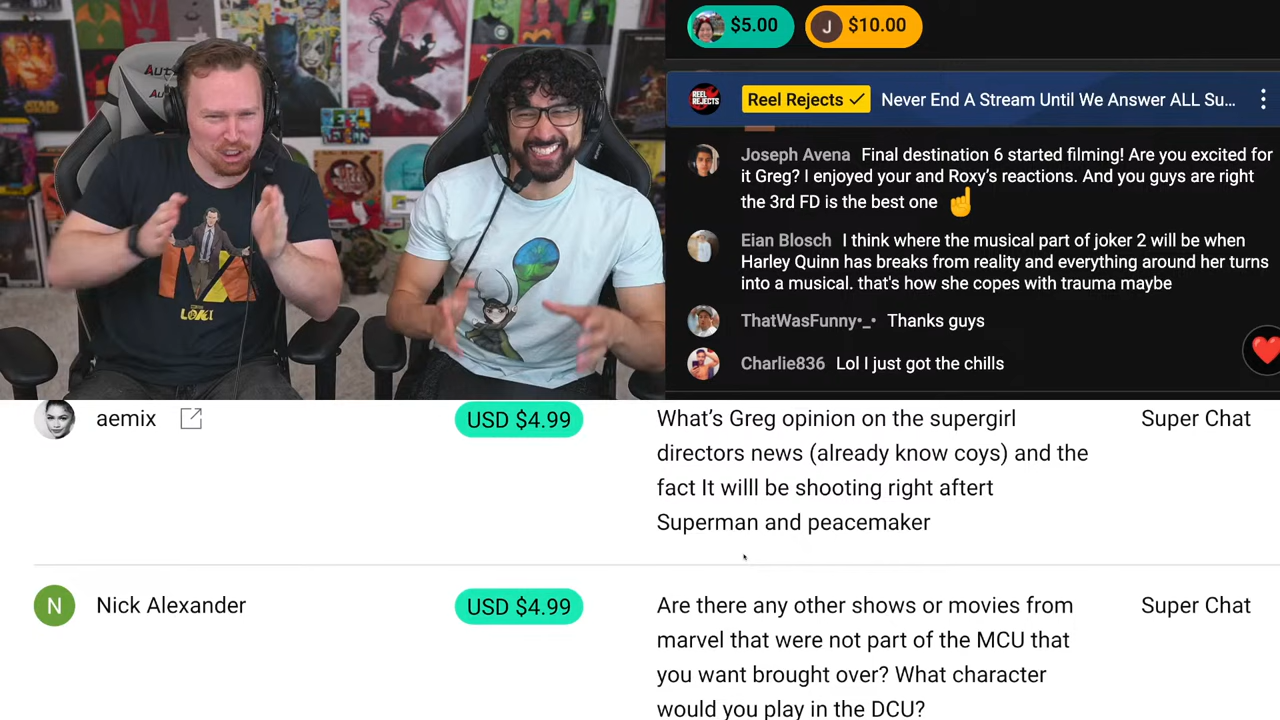 $5.00
J $10.00
REEL REJECTS
Reel Rejects Never End A Stream Until We Answer ALL Su...
Joseph Avena Final destination 6 started filming! Are you excited for
it Greg? I enjoyed your and Roxy's reactions. And you guys are right
the 3rd FD is the best one
Eian Blosch I think where the musical part of joker 2 will be when
Harley Quinn has breaks from reality and everything around her turns
into a musical. that's how she copes with trauma maybe
ThatWasFunny•_• Thanks guys
Charlie836 Lol I just got the chills
LOKI
aemix USD $4.99 What's Greg opinion on the supergirl Super Chat
directors news (already know coys) and the
fact It willl be shooting right aftert
Superman and peacemaker
N Nick Alexander USD $4.99 Are there any other shows or movies from Super Chat
marvel that were not part of the MCU that
you want brought over? What character
would you play in the DCU?